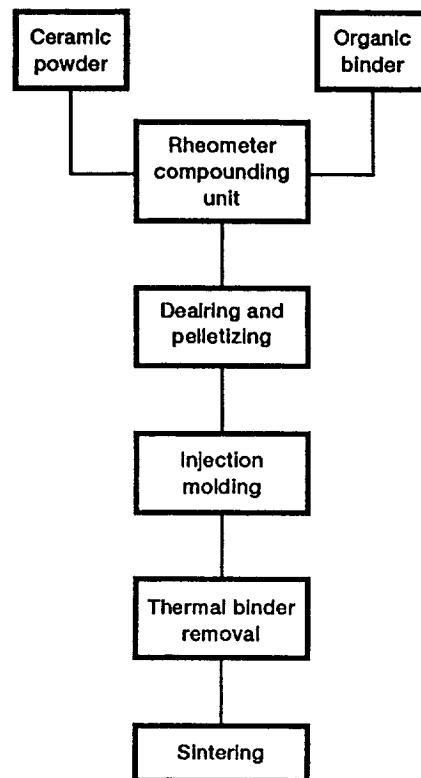 Ceramic
powder
Organic
binder
Rheometer
compounding
unit
Dealring and
pelletizing
Injection
molding
Thermal binder
removal
Sintering